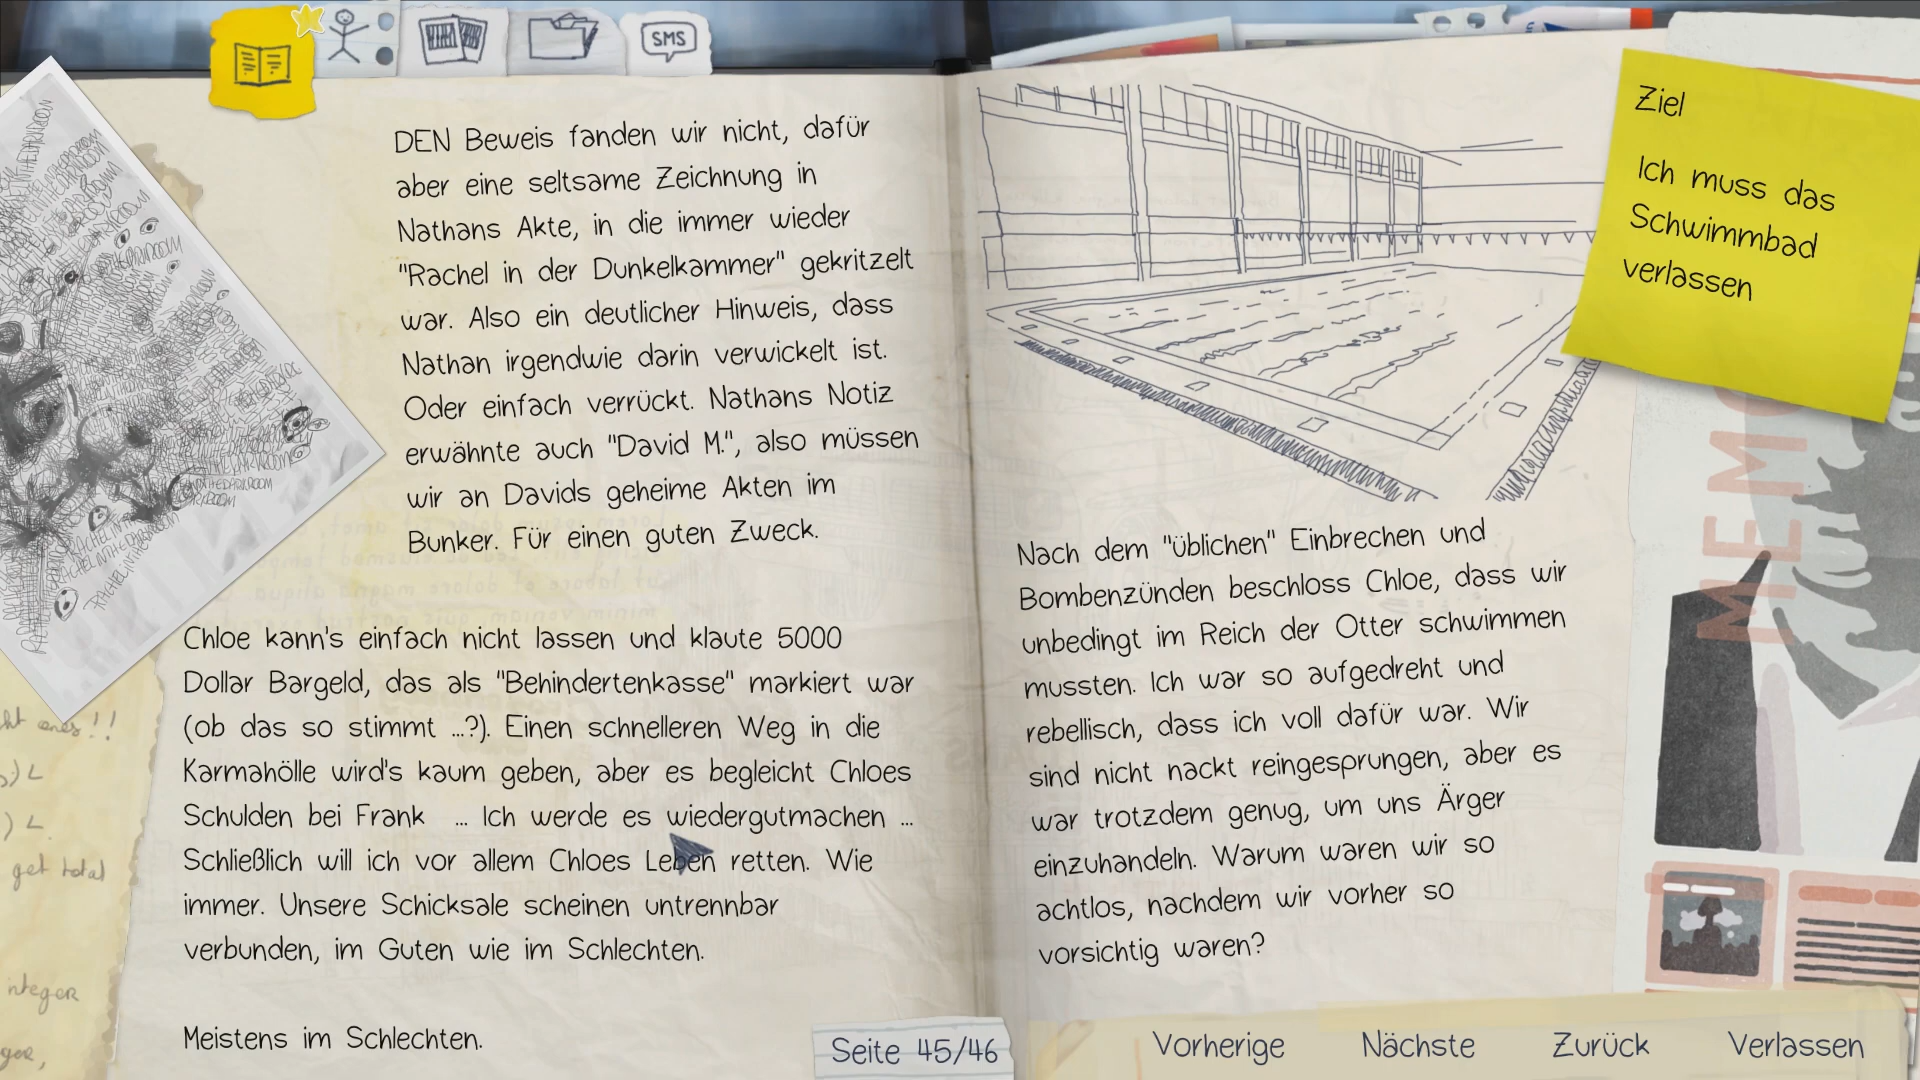 SMS
DEN Beweis fanden wir nicht, dafür
aber eine seltsame Zeichnung in
Nathans Akte, in die immer wieder
"Rachel in der Dunkelkammer" gekritzelt
war. Also ein deutlicher Hinweis, dass
Nathan irgendwie darin verwickelt ist.
Oder einfach verrückt. Nathans Notiz
erwähnte auch "David M.", also müssen
wir an Davids geheime Akten im
Bunker. Für einen guten Zweck.
Chloe kann's einfach nicht lassen und klaute 5000
Dollar Bargeld, das als "Behindertenkasse" markiert war
(ob das so stimmt ...?). Einen schnelleren Weg in die
Karmahölle wird's kaum geben, aber es begleicht Chloes
Schulden bei Frank ... Ich werde es wiedergutmachen ...
Schließlich will ich vor allem Chloes Leben retten. Wie
immer. Unsere Schicksale scheinen untrennbar
verbunden, im Guten wie im Schlechten.
Meistens im Schlechten.
get total
integer
Seite 45/46
Nach dem "üblichen" Einbrechen und
Bombenzünden beschloss Chloe, dass wir
unbedingt im Reich der Otter schwimmen
mussten. Ich war so aufgedreht und
rebellisch, dass ich voll dafür war. Wir
sind nicht nackt reingesprungen, aber es
war trotzdem genug, um uns Ärger
einzuhandeln. Warum waren wir so
achtlos, nachdem wir vorher so
vorsichtig waren?
Ziel
Ich muss das
Schwimmbad
verlassen
Vorherige
Nächste
Zurück
Verlassen